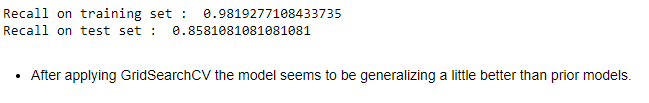 Recall on training set :  0.9819277108433735
Recall on test set :  0.8581081081081081
• After applying GridSearchCV the model seems to be generalizing a little better than prior models.